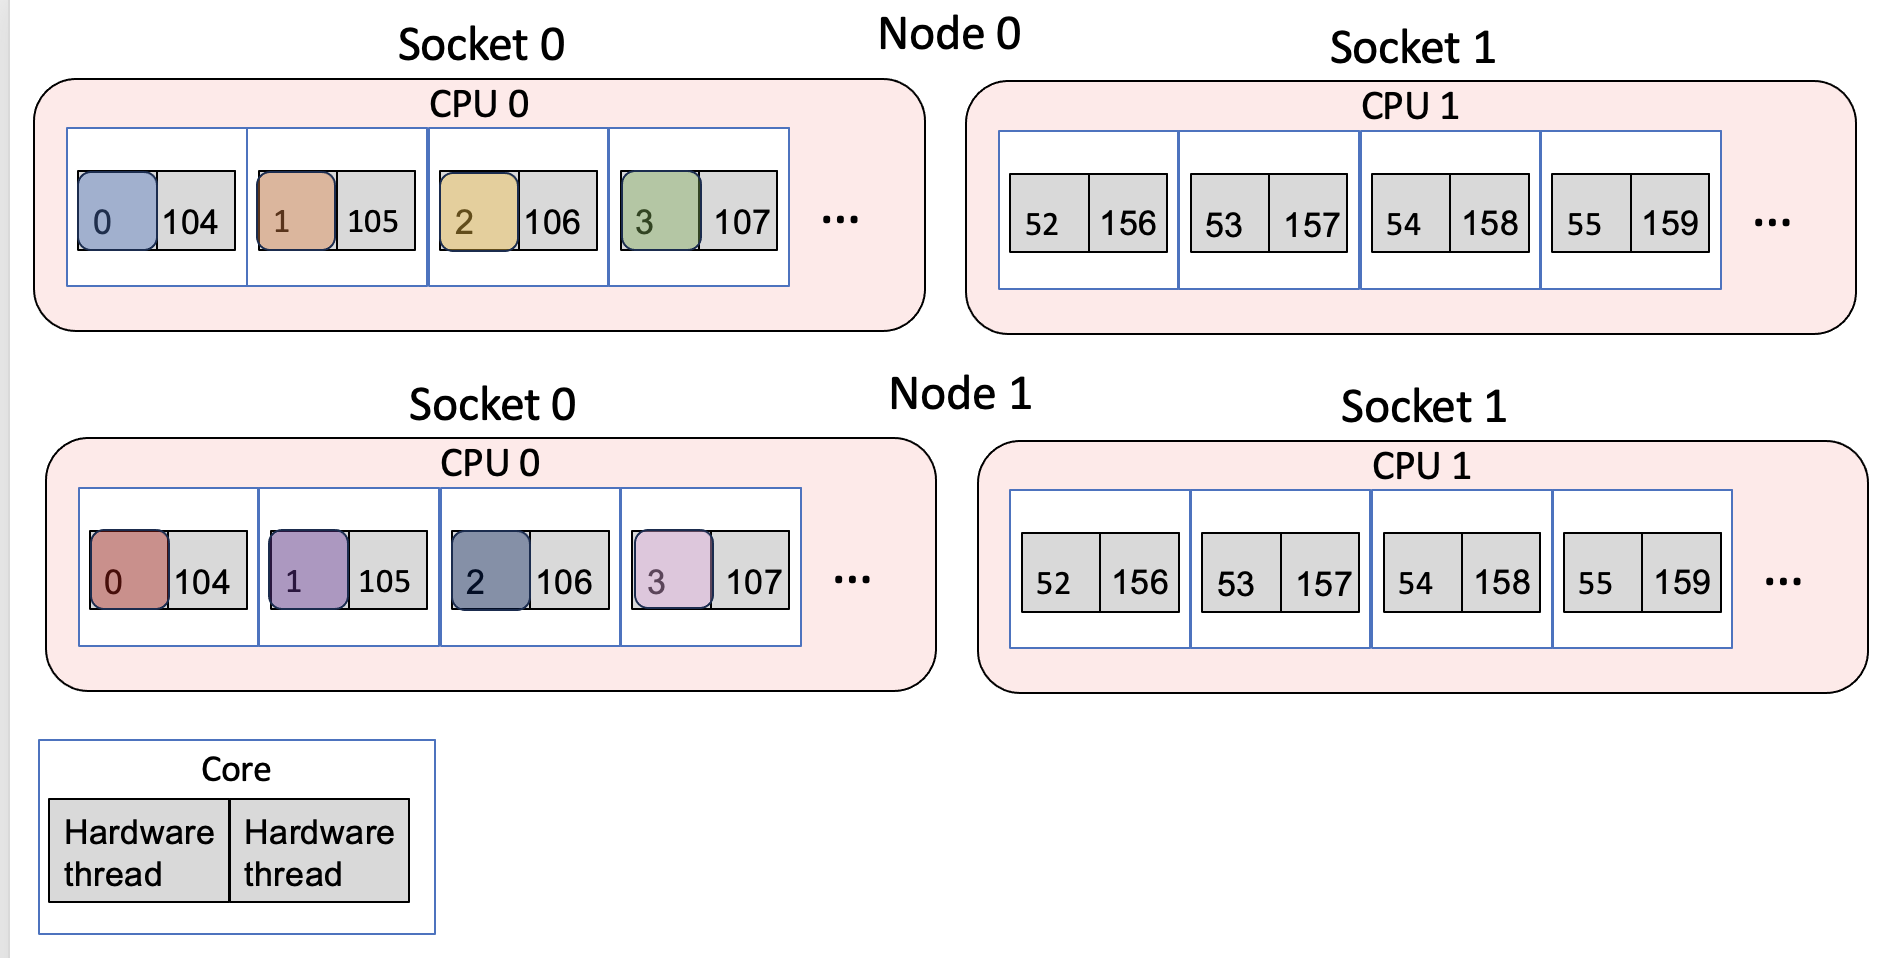 Socket 0
Node 0
Socket 1
CPU 0
CPU 1
0 104 1 105 2 106 3 107 ...
52 156 53 157 54 158 55 159 ...
Socket 0
Node 1
Socket 1
CPU 0
CPU 1
0 104 1 105 2 106 3 107 ...
52 156 53 157 54 158 55 159 ...
Core
Hardware
thread
Hardware
thread